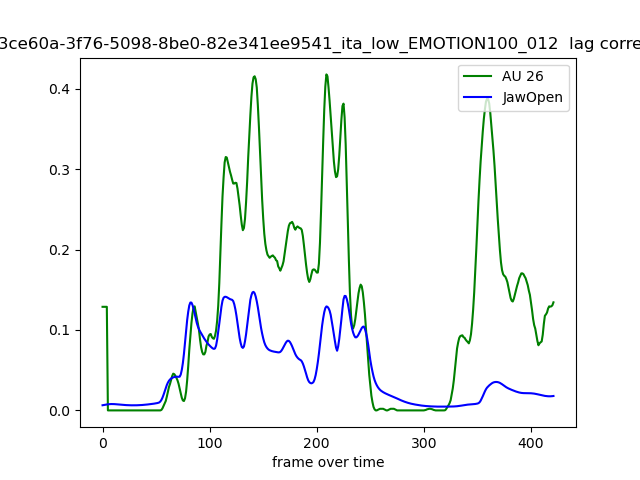 3ce60a-3f76-5098-8be0-82e341ee9541_ita_low_EMOTION100_012 lag corre
AU 26
JawOpen
0.4
0.3
0.2
0.1
0.0
0 100 200 300 400
frame over time